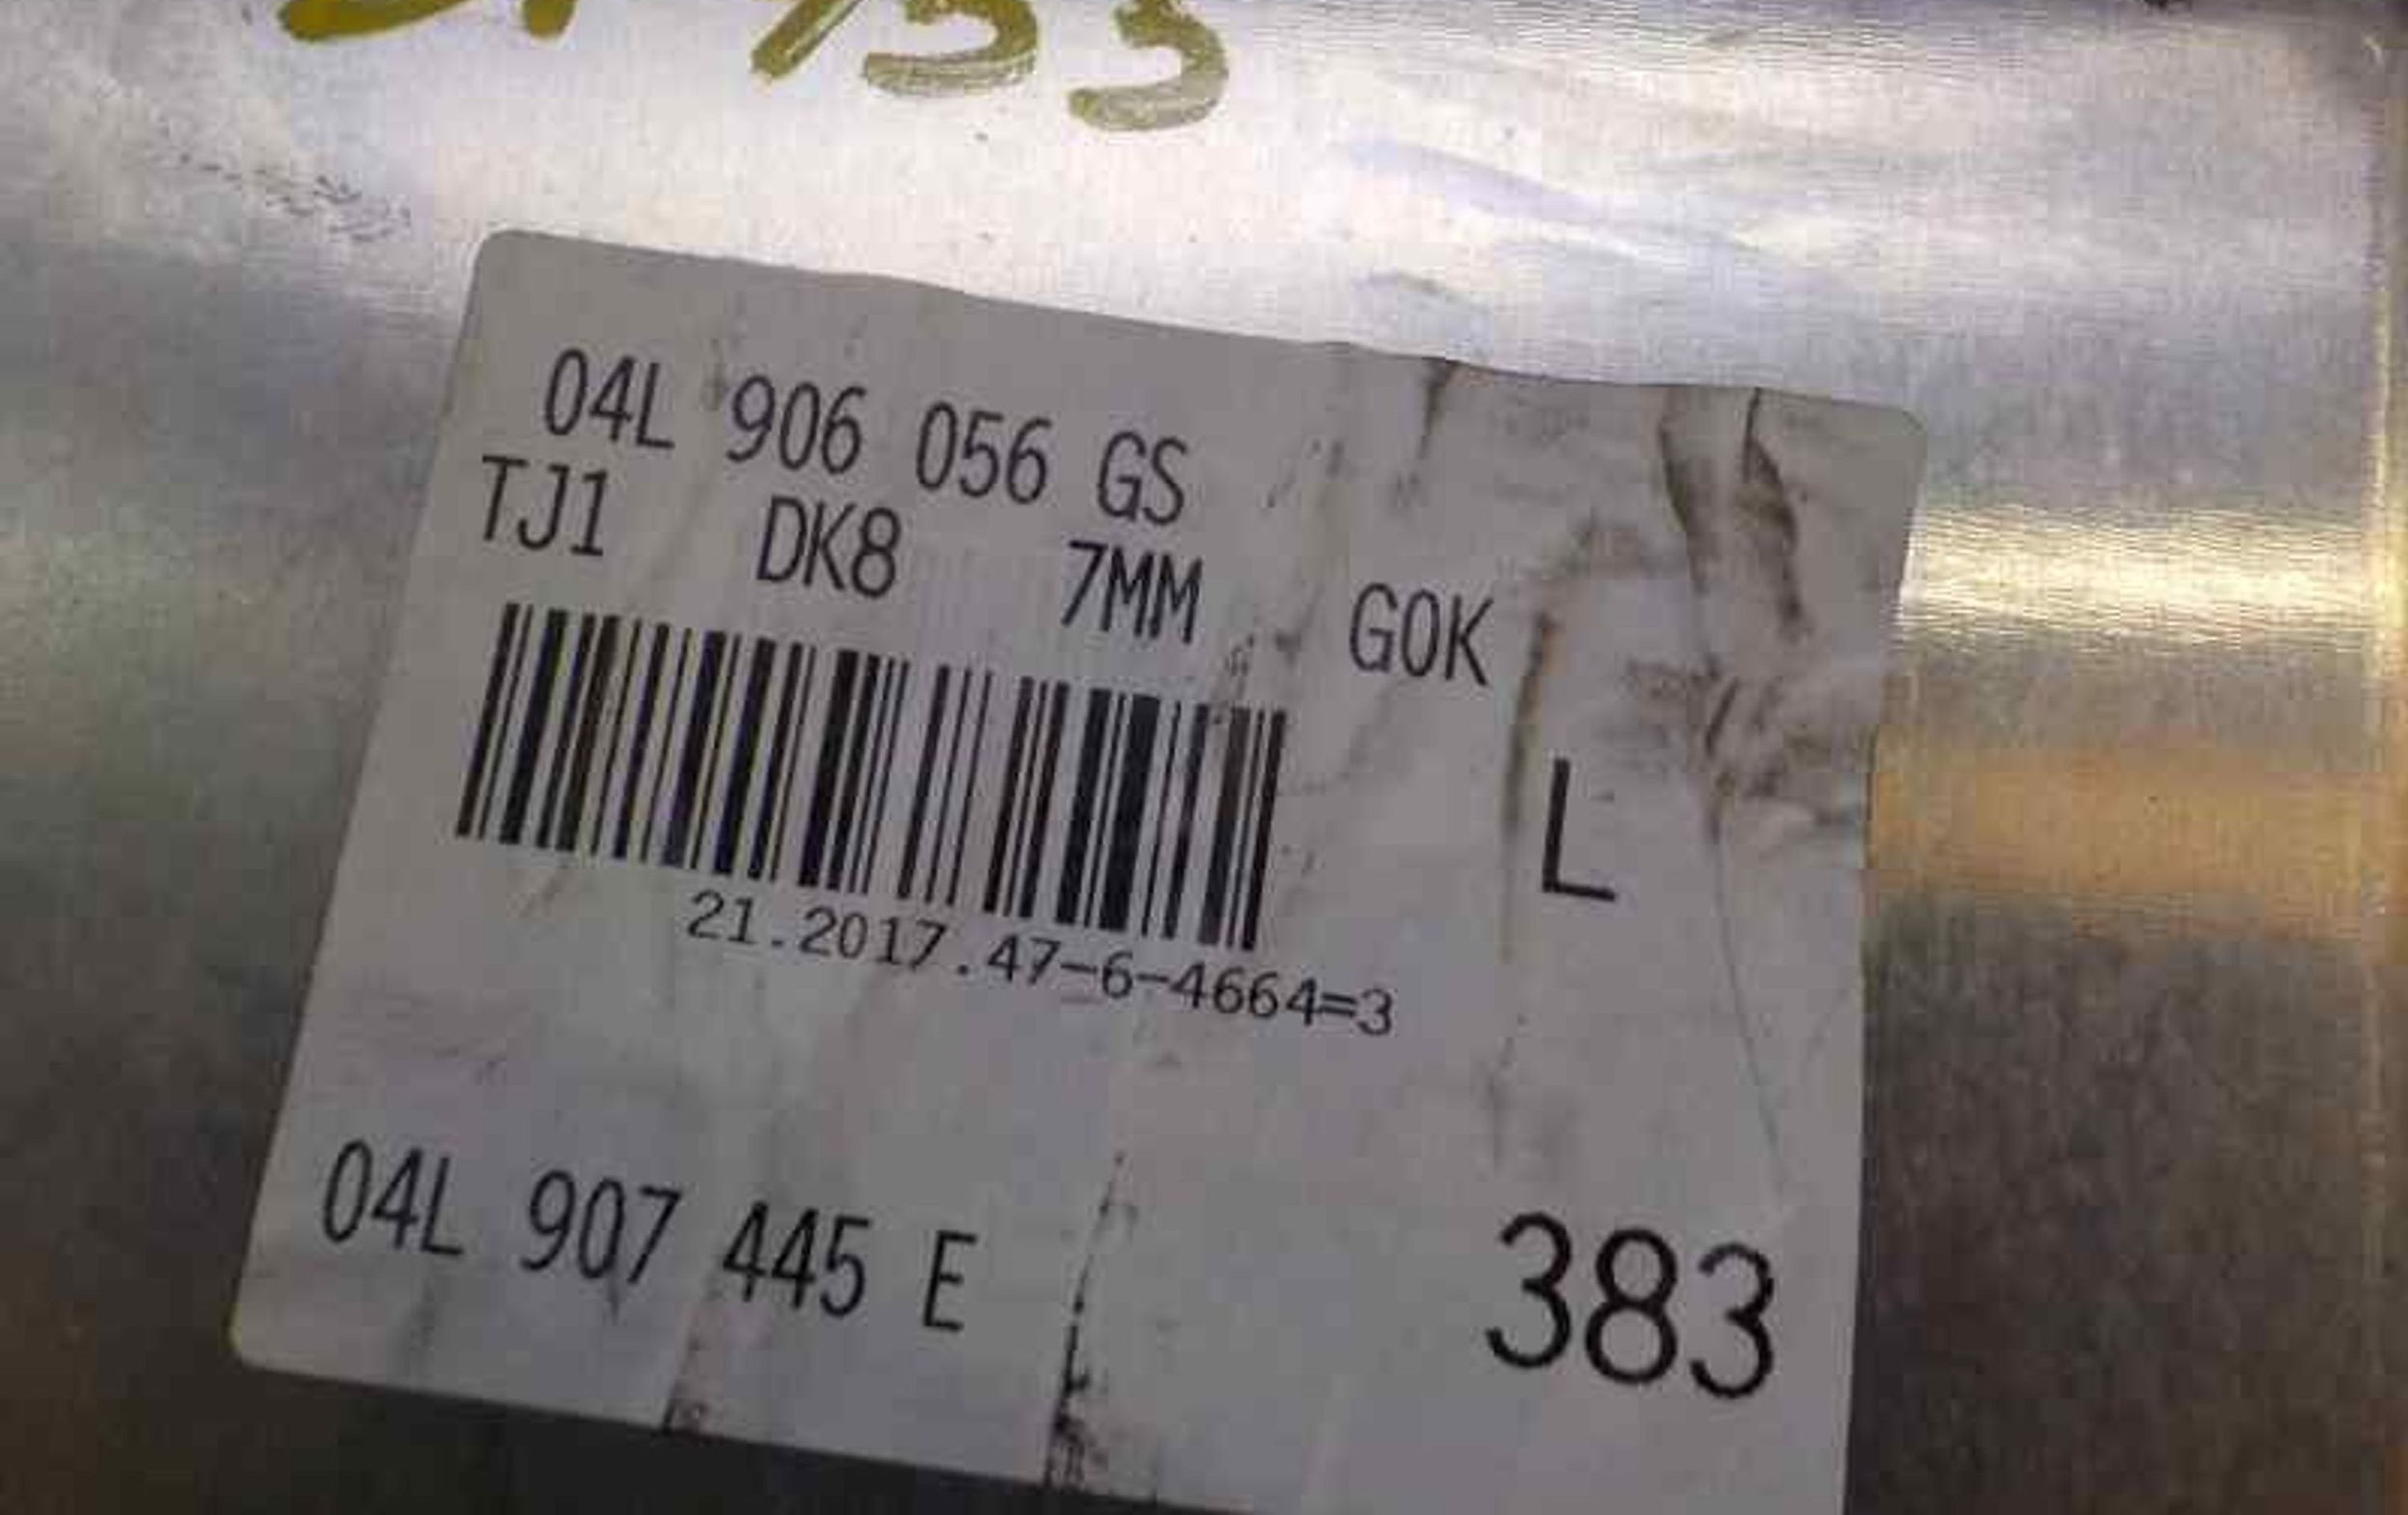 04L 906 056 GS
TJ1 DK8 7MM G0K
L
21.2017.47-6-4664=3
04L 907 445 E
383